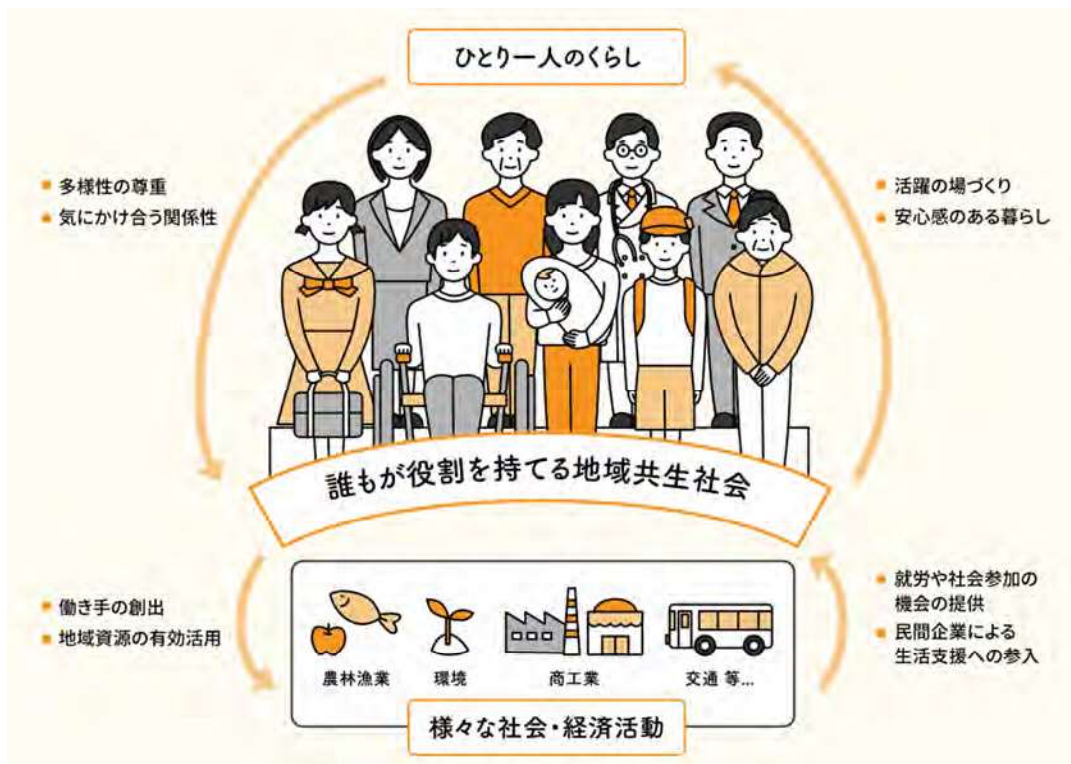 ひとり一人のくらし
多様性の尊重
気にかけ合う関係性
活躍の場づくり
安心感のある暮らし
誰もが役割を持てる地域共生社会
働き手の創出
地域資源の有効活用
就労や社会参加の
機会の提供
民間企業による
生活支援への参入
農林漁業
環境
商工業
交通 等...
様々な社会・経済活動